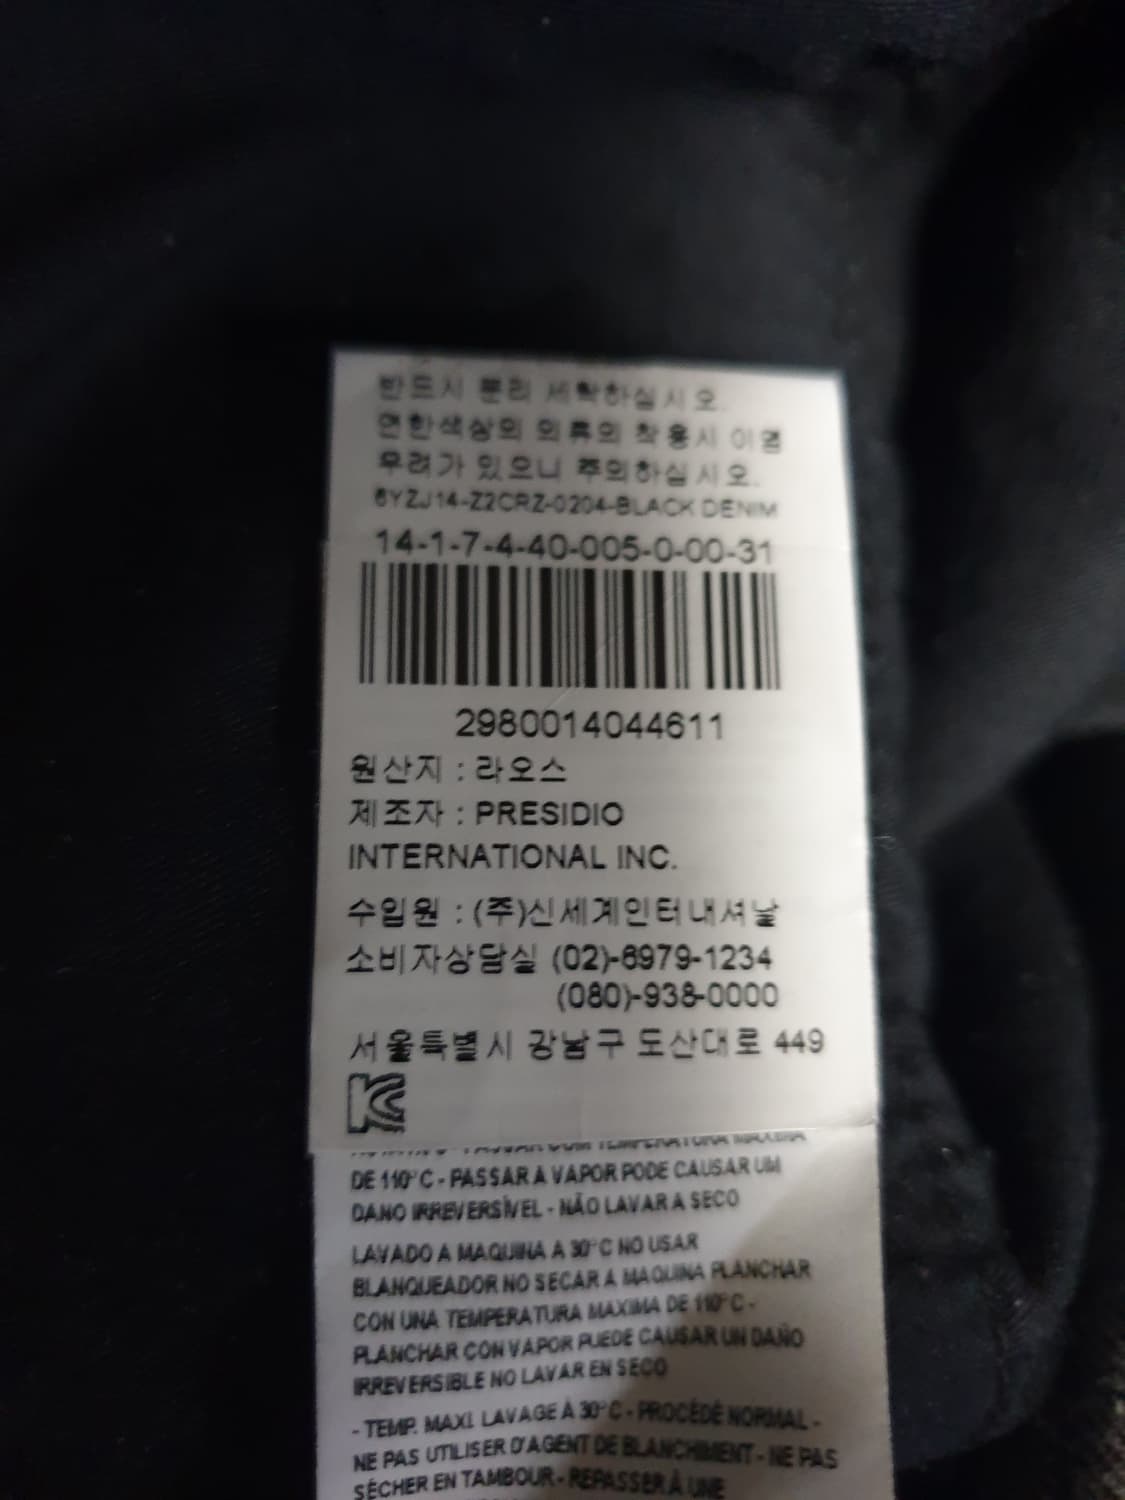 반드시 분리 세탁하십시오.
연한색상의 의류의 착용시 이염
우려가 있으니 주의하십시오.
6YZJ14-Z2CRZ-0204-BLACK DENIM
14-1-7-4-40-005-0-00-31
2980014044611
원산지 : 라오스
제조자 : PRESIDIO
INTERNATIONAL INC.
수입원 : (주)신세계인터내셔날
소비자상담실 (02)-6979-1234
(080)-938-0000
서울특별시 강남구 도산대로 449
KC
PASSAR COM TEMPERATURA MAXIMA
DE 110°C - PASSAR A VAPOR PODE CAUSAR UM
DANO IRREVERSÍVEL - NÃO LAVAR A SECO
LAVADO A MAQUINA A 30°C NO USAR
BLANQUEADOR NO SECAR A MAQUINA PLANCHAR
CON UNA TEMPERATURA MAXIMA DE 110°C -
PLANCHAR CON VAPOR PUEDE CAUSAR UN DAÑO
IRREVERSIBLE NO LAVAR EN SECO
- TEMP. MAXI. LAVAGE À 30°C - PROCÉDÉ NORMAL -
NE PAS UTILISER D'AGENT DE BLANCHIMENT - NE PAS
SÉCHER EN TAMBOUR - REPASSER À UNE